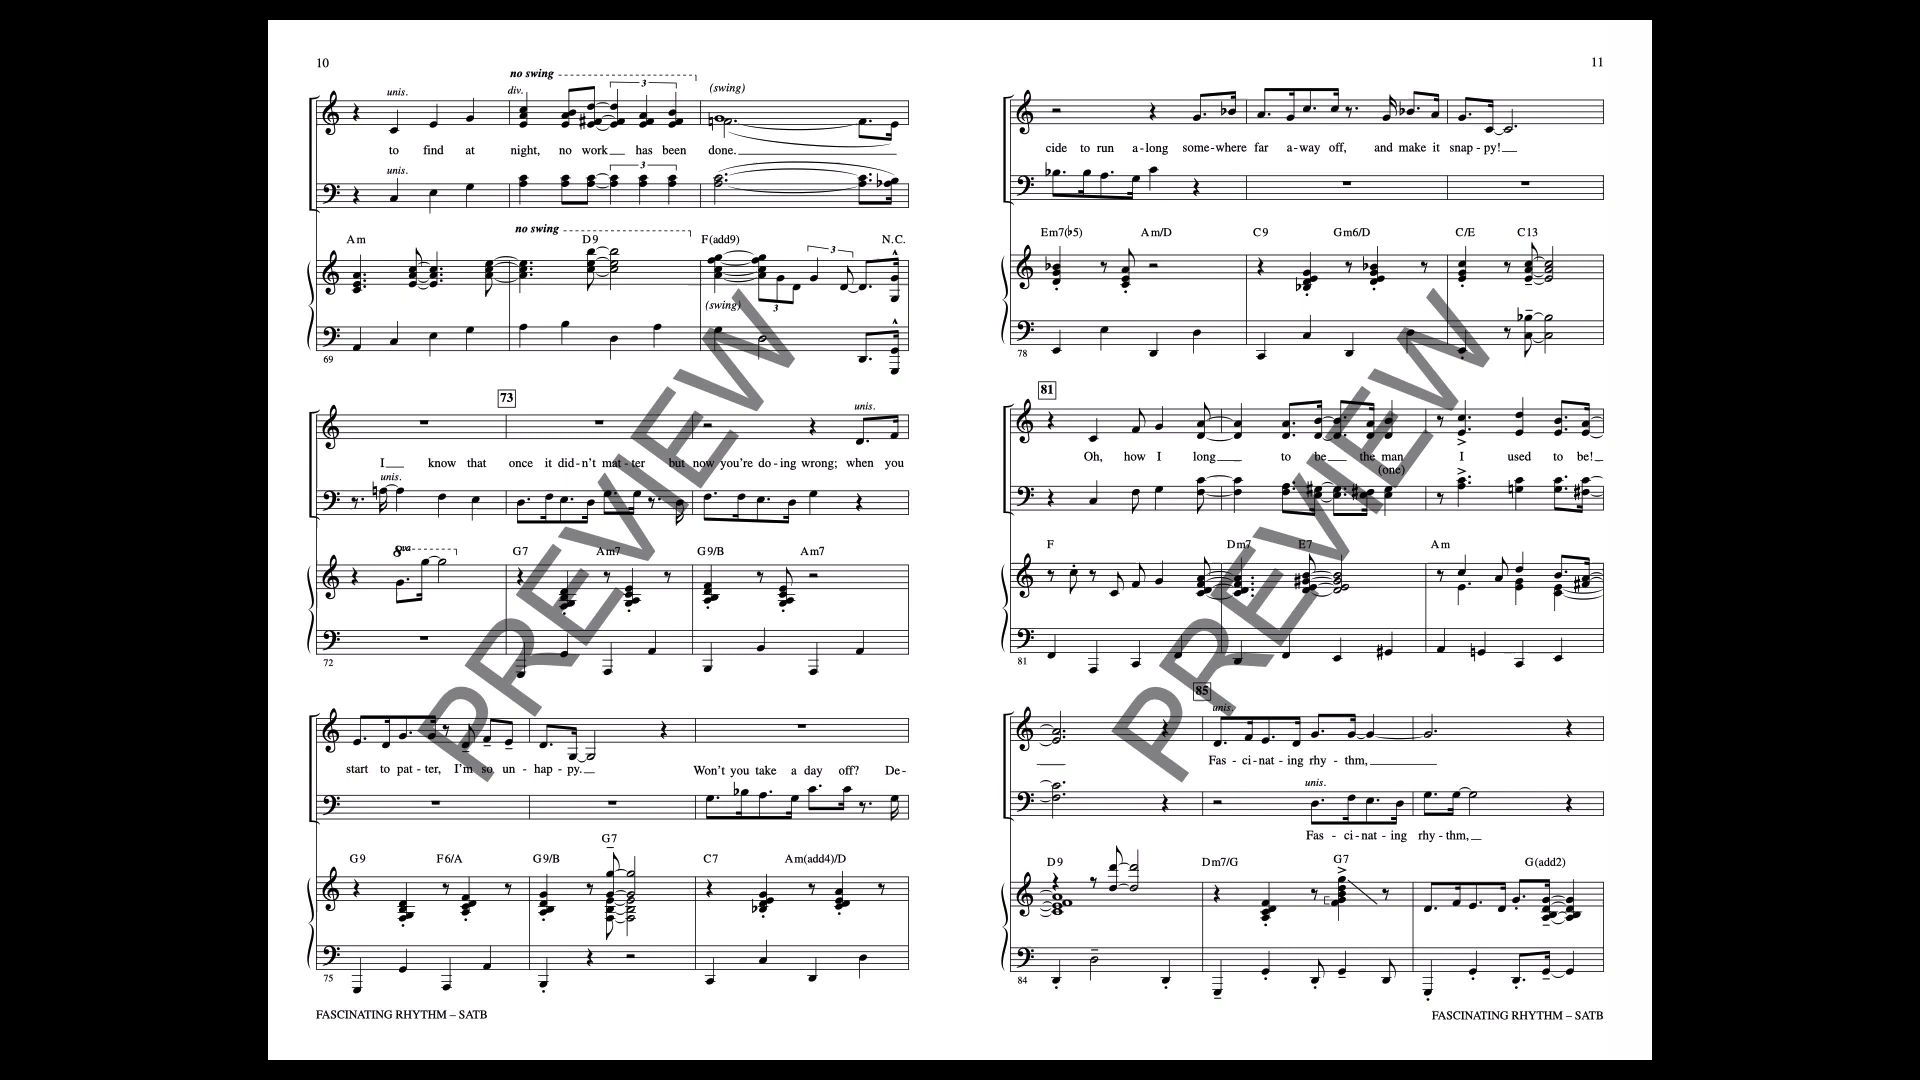 10
no swing
unis.
div.
3
(swing)
to find at night, no work has been done.
unis.
3
no swing
Am D9 F(add9) N.C.
3
(swing)
3
69
73
unis.
I know that once it did-n't mat-ter but now you're do-ing wrong; when you
unis.
8va
G7 Am7 G9/B Am7
72
start to pat-ter, I'm so un-hap-py. Won't you take a day off? De-
G7
G9 F6/A G9/B C7 Am(add4)/D
75
FASCINATING RHYTHM – SATB
11
cide to run a-long some-where far a-way off, and make it snap-py!
Em7(♭5) Am/D C9 Gm6/D C/E C13
78
81
Oh, how I long to be the man I used to be!
(one)
F Dm7 E7 Am
81
85
unis.
Fas-ci-nat-ing rhy-thm,
unis.
Fas-ci-nat-ing rhy-thm,
D9 Dm7/G G7 G(add2)
84
FASCINATING RHYTHM – SATB
PREVIEW
PREVIEW